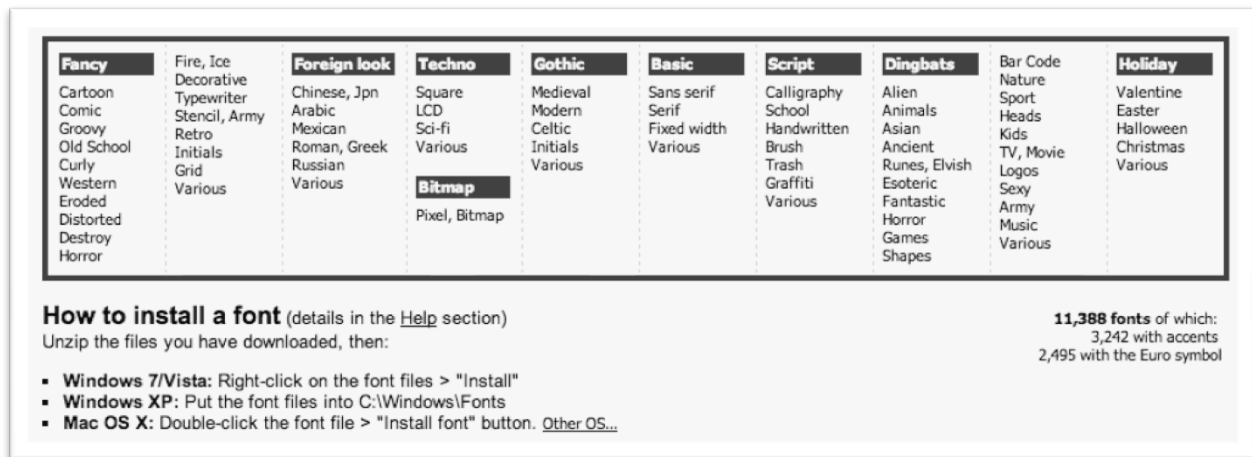 Fancy
Cartoon
Comic
Groovy
Old School
Curly
Western
Eroded
Distorted
Destroy
Horror
Fire, Ice
Decorative
Typewriter
Stencil, Army
Retro
Initials
Grid
Various
Foreign look
Chinese, Jpn
Arabic
Mexican
Roman, Greek
Russian
Various
Techno
Square
LCD
Sci-fi
Various
Bitmap
Pixel, Bitmap
Gothic
Medieval
Modern
Celtic
Initials
Various
Basic
Sans serif
Serif
Fixed width
Various
Script
Calligraphy
School
Handwritten
Brush
Trash
Graffiti
Various
Dingbats
Alien
Animals
Asian
Ancient
Runes, Elvish
Esoteric
Fantastic
Horror
Games
Shapes
Bar Code
Nature
Sport
Heads
Kids
TV, Movie
Logos
Sexy
Army
Music
Various
Holiday
Valentine
Easter
Halloween
Christmas
Various
How to install a font (details in the Help section)
Unzip the files you have downloaded, then:
▪ Windows 7/Vista: Right-click on the font files > "Install"
▪ Windows XP: Put the font files into C:\Windows\Fonts
▪ Mac OS X: Double-click the font file > "Install font" button. Other OS...
11,388 fonts of which:
3,242 with accents
2,495 with the Euro symbol